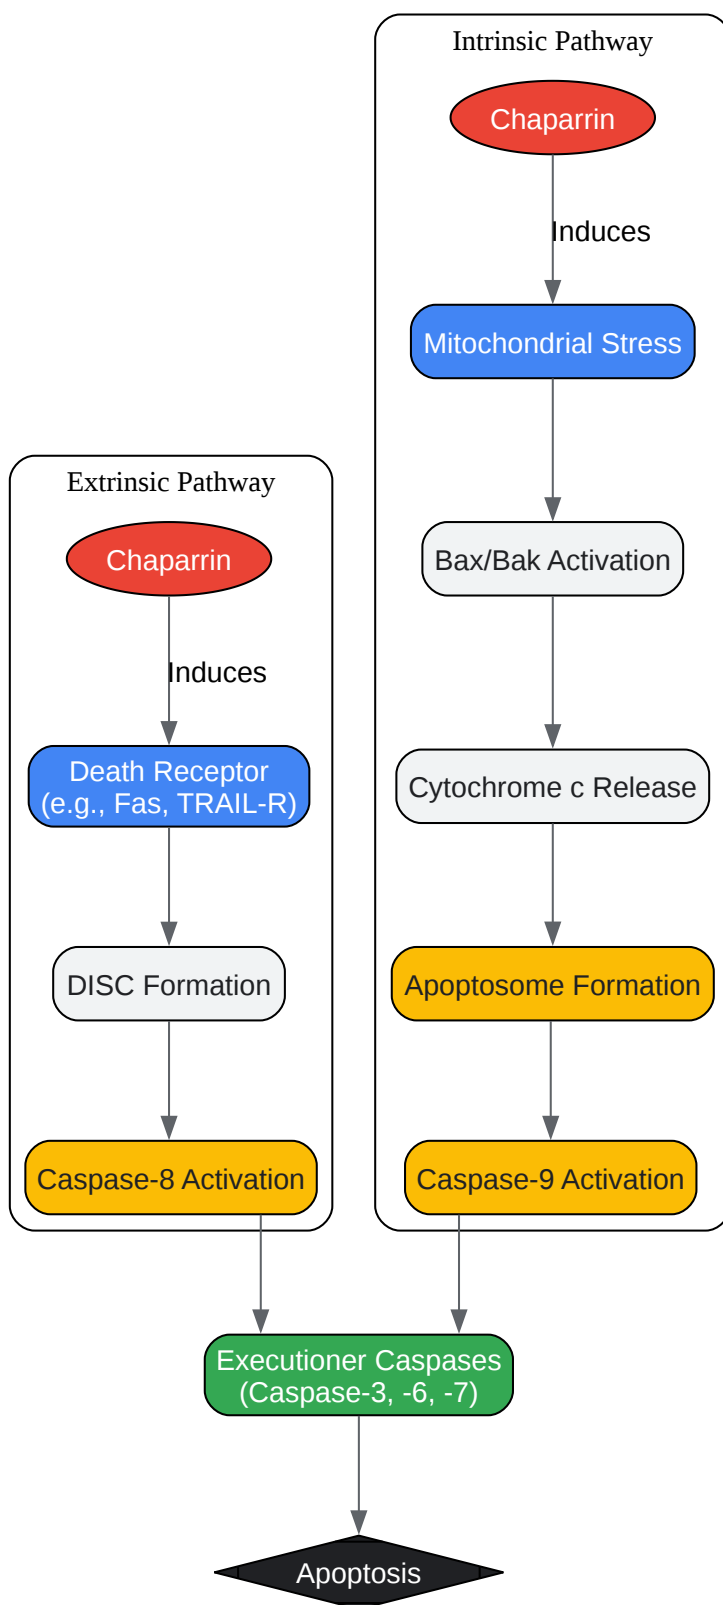 Intrinsic Pathway
Chaparrin
Induces
Mitochondrial Stress
Bax/Bak Activation
Cytochrome c Release
Apoptosome Formation
Caspase-9 Activation
Extrinsic Pathway
Chaparrin
Induces
Death Receptor
(e.g., Fas, TRAIL-R)
DISC Formation
Caspase-8 Activation
Executioner Caspases
(Caspase-3, -6, -7)
Apoptosis